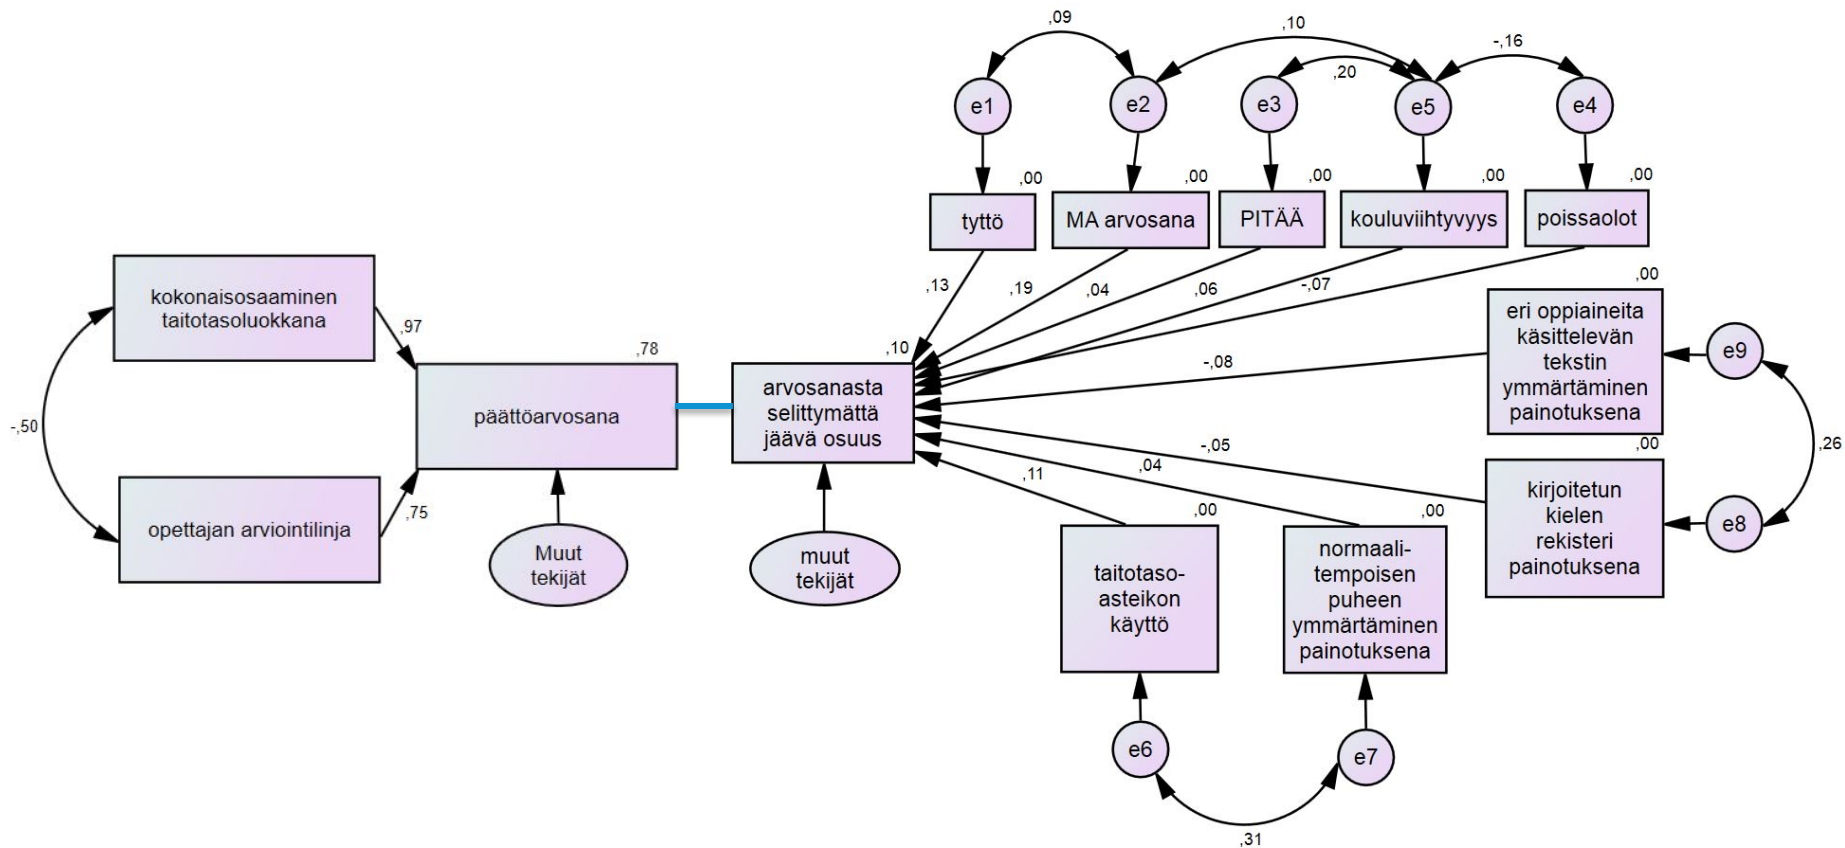 ,09
,10
-,16
,20
e1
e2
e3
e5
e4
,00
,00
,00
,00
,00
tyttö
MA arvosana
PITÄÄ
kouluviihtyvyys
poissaolot
,13
,19
,04
,06
-,07
kokonaisosaaminen
taitotasoluokkana
,97
-,50
opettajan arviointilinja
,75
,78
päättöarvosana
Muut
tekijät
,10
arvosanasta
selittymättä
jäävä osuus
muut
tekijät
,00
eri oppiaineita
käsittelevän
tekstin
ymmärtäminen
painotuksena
e9
-,08
,26
,00
kirjoitetun
kielen
rekisteri
painotuksena
e8
-,05
,04
,11
,00
taitotaso-
asteikon
käyttö
,00
normaali-
tempoisen
puheen
ymmärtäminen
painotuksena
e6
e7
,31